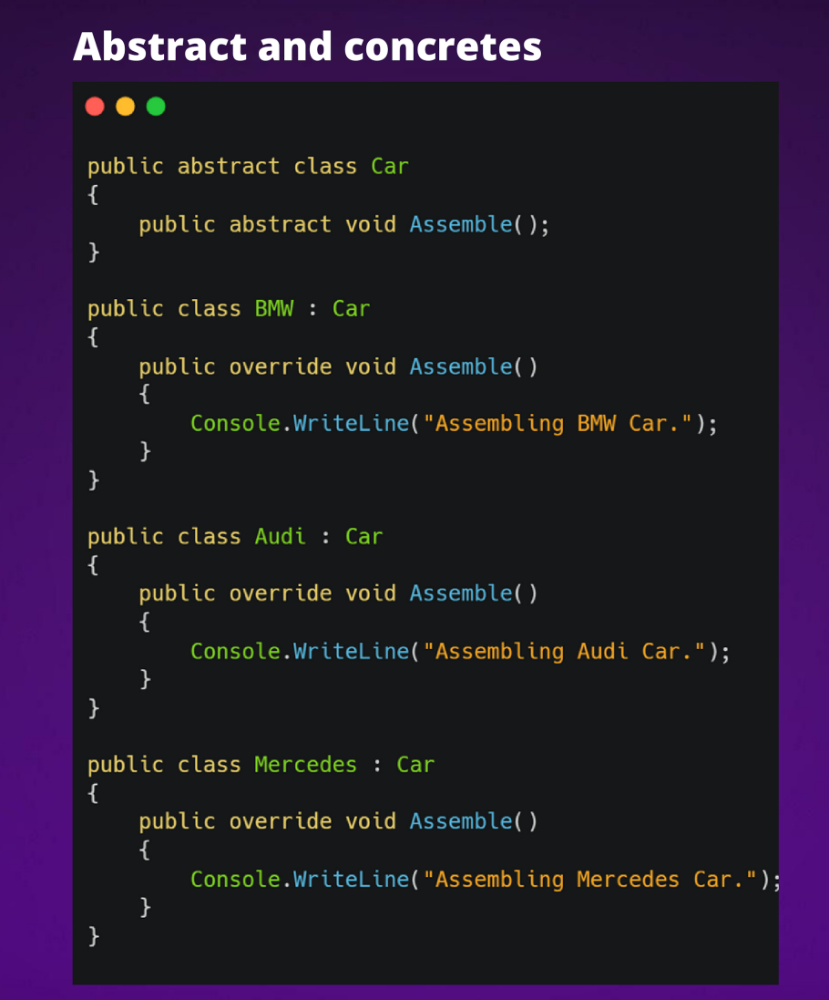 Abstract and concretes
public abstract class Car
{
    public abstract void Assemble();
}
public class BMW : Car
{
    public override void Assemble()
    {
        Console.WriteLine("Assembling BMW Car.");
    }
}
public class Audi : Car
{
    public override void Assemble()
    {
        Console.WriteLine("Assembling Audi Car.");
    }
}
public class Mercedes : Car
{
    public override void Assemble()
    {
        Console.WriteLine("Assembling Mercedes Car.");
    }
}